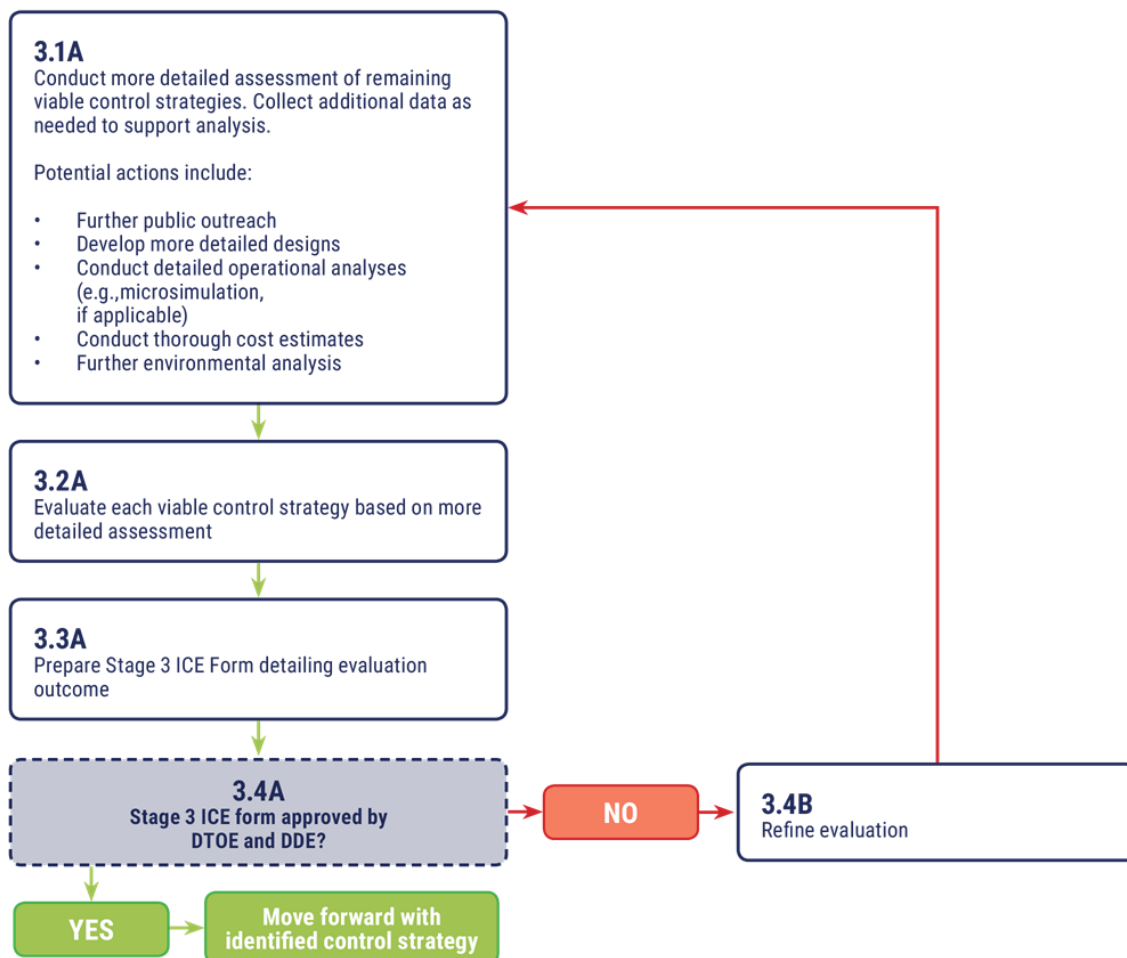 3.1A
Conduct more detailed assessment of remaining
viable control strategies. Collect additional data as
needed to support analysis.
Potential actions include:
• Further public outreach
• Develop more detailed designs
• Conduct detailed operational analyses
(e.g.,microsimulation,
if applicable)
• Conduct thorough cost estimates
• Further environmental analysis
3.2A
Evaluate each viable control strategy based on more
detailed assessment
3.3A
Prepare Stage 3 ICE Form detailing evaluation
outcome
3.4A
Stage 3 ICE form approved by
DTOE and DDE?
NO
3.4B
Refine evaluation
YES
Move forward with
identified control strategy